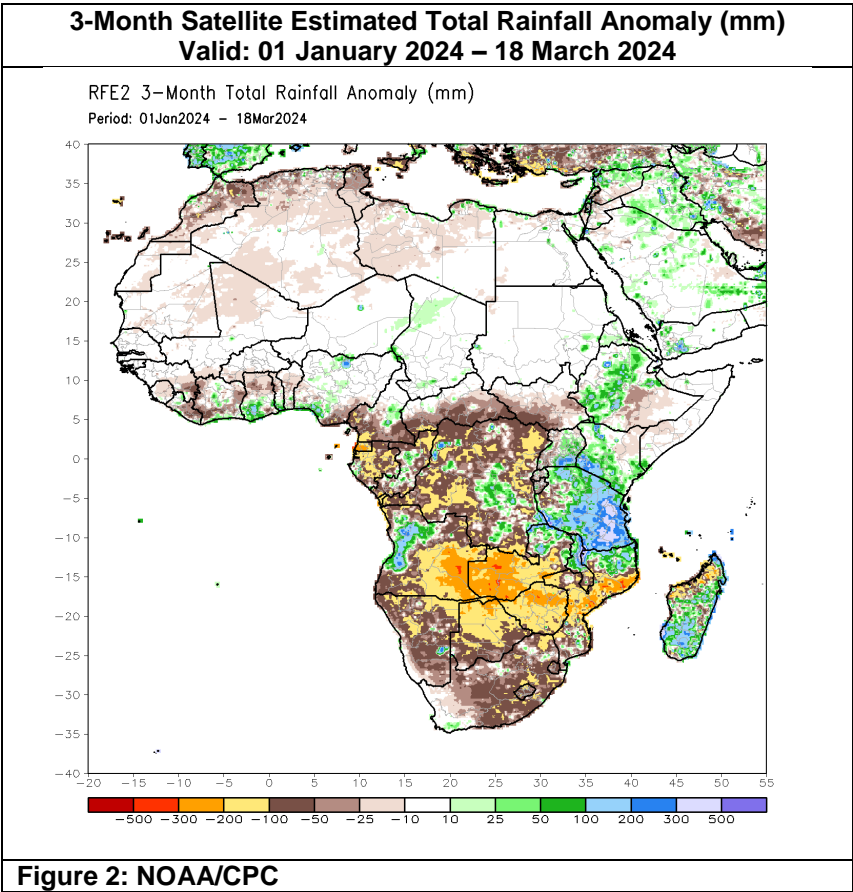 3-Month Satellite Estimated Total Rainfall Anomaly (mm)
Valid: 01 January 2024 – 18 March 2024
RFE2 3-Month Total Rainfall Anomaly (mm)
Period: 01Jan2024 - 18Mar2024
40
35
30
25
20
15
10
5
0
-5
-10
-15
-20
-25
-30
-35
-40
-20 -15 -10 -5 0 5 10 15 20 25 30 35 40 45 50 55
-500 -300 -200 -100 -50 -25 -10 10 25 50 100 200 300 500
Figure 2: NOAA/CPC